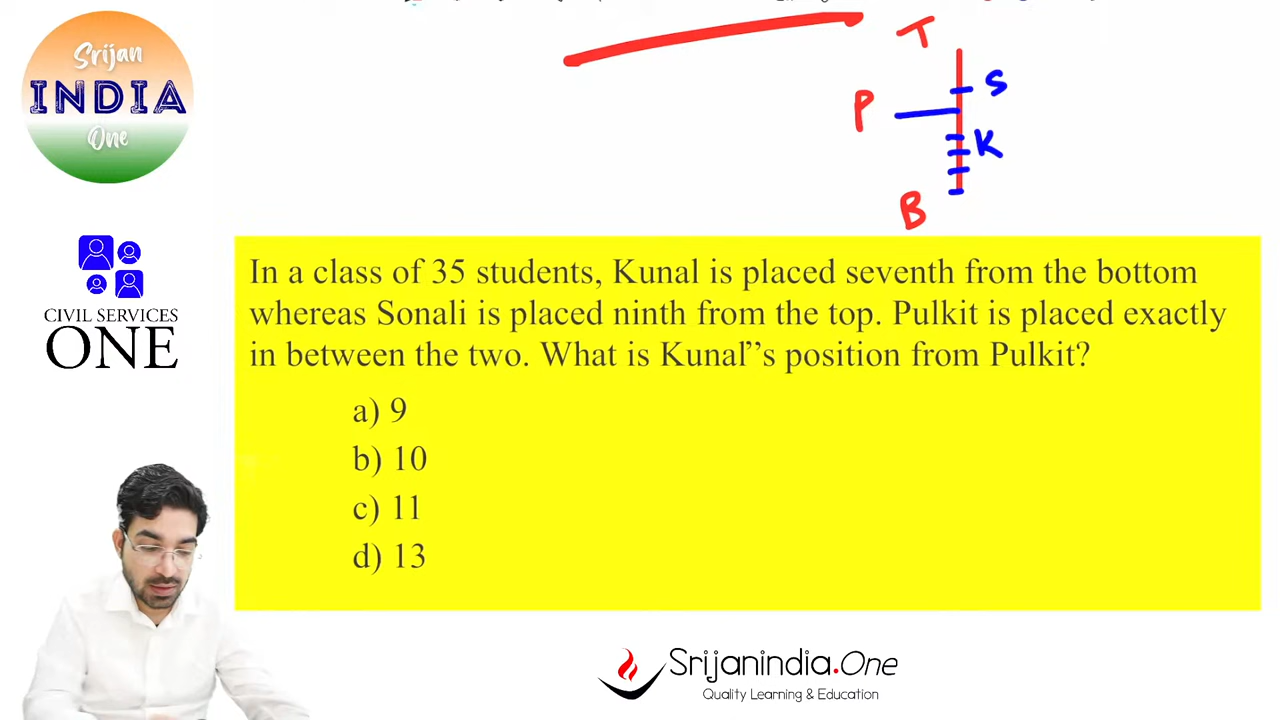 T
Srijan
INDIA
One
S
P
K
B
CIVIL SERVICES
ONE
In a class of 35 students, Kunal is placed seventh from the bottom
whereas Sonali is placed ninth from the top. Pulkit is placed exactly
in between the two. What is Kunal”s position from Pulkit?
a) 9
b) 10
c) 11
d) 13
Srijanindia.One
Quality Learning & Education